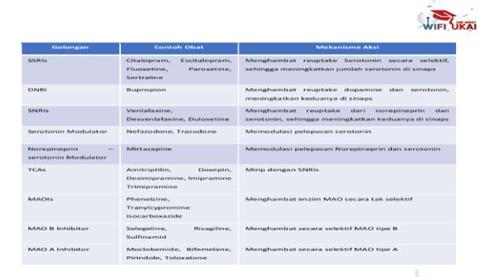 WIFI UKAI
Golongan Contoh Obat Mekanisme Aksi
SSRIs Citalopram, Escitalopram, Menghambat reuptake Serotonin secara selektif,
Fluoxetine, Paroxetine, sehingga meningkatkan jumlah serotonin di sinaps
Sertraline
DNRI Bupropion Menghambat reuptake dopamine dan serotonin,
meningkatkan keduanya di sinaps
SNRIs Venlafaxine, Menghambat reuptake dari norepineprin dan
Desvenlafaxine, Duloxetine serotonin, sehingga meningkatkan keduanya di sinaps
Serotonin Modulator Nefazodone, Trazodone Memodulasi pelepasan serotonin
Norepineprin – Mirtazapine Memodulasi pelepasan Norepineprin dan serotonin
serotonin Modulator
TCAs Amitriptilin, Doxepin, Mirip dengan SNRIs
Desimipramine, Imipramine
Trimipramine
MAOIs Phenelzine, Menghambat enzim MAO secara tak selektif
Tranylcypromine
Isocarboxazide
MAO B Inhibitor Selegeline, Risagiline, Menghambat secara selektif MAO tipe B
Sulfinamid
MAO A Inhibitor Moclobemide, Bifemelane, Menghambat secara selektif MAO tipe A
Pirindole, Toloxatone